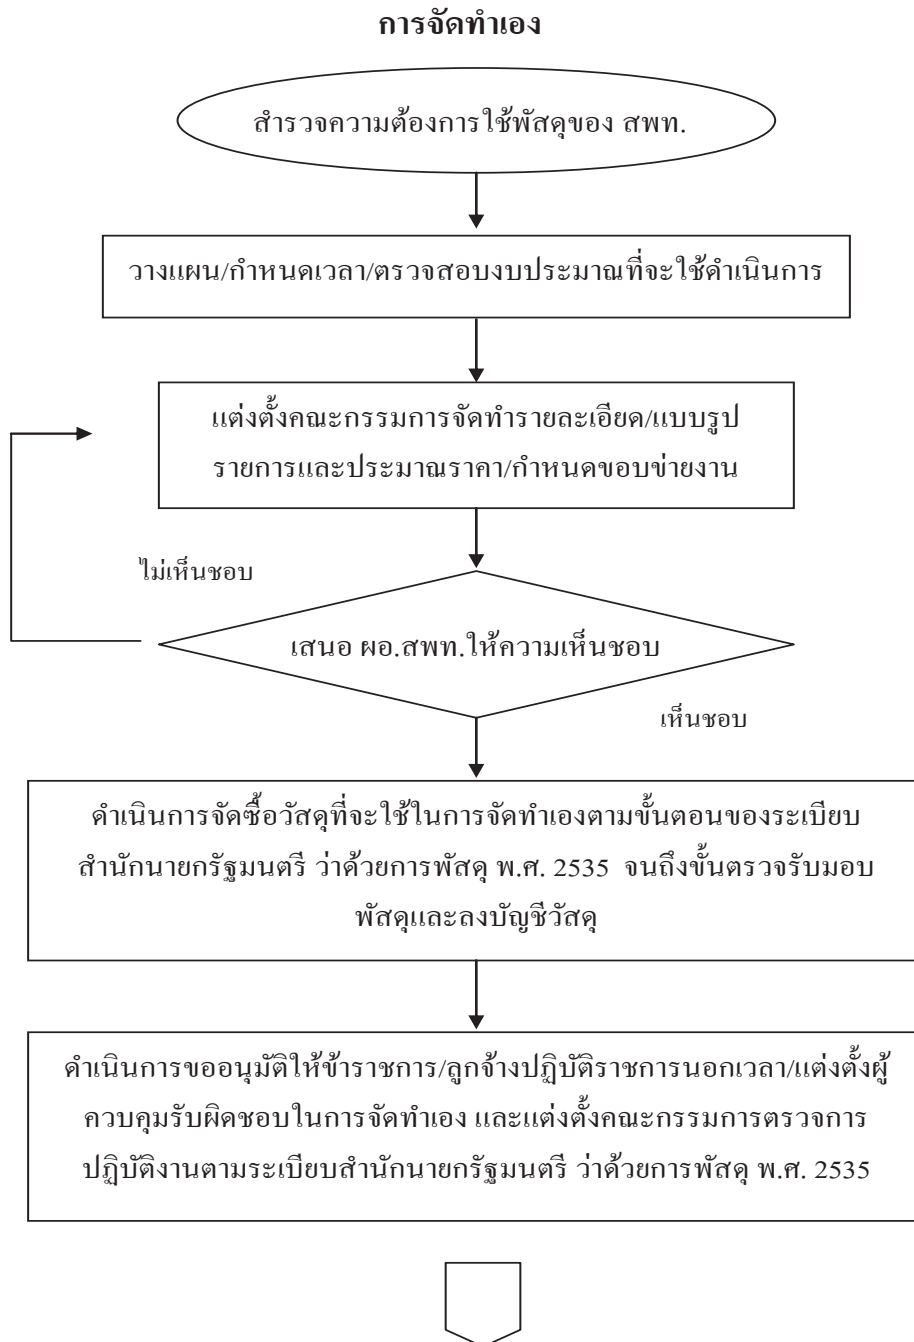 การจัดทำเอง
สำรวจความต้องการใช้พัสดุของ สพท.
วางแผน/กำหนดเวลา/ตรวจสอบงบประมาณที่จะใช้ดำเนินการ
แต่งตั้งคณะกรรมการจัดทำรายละเอียด/แบบรูป
รายการและประมาณราคา/กำหนดขอบข่ายงาน
ไม่เห็นชอบ
เสนอ ผอ.สพท.ให้ความเห็นชอบ
เห็นชอบ
ดำเนินการจัดซื้อวัสดุที่จะใช้ในการจัดทำเองตามขั้นตอนของระเบียบ
สำนักนายกรัฐมนตรี ว่าด้วยการพัสดุ พ.ศ. 2535 จนถึงขั้นตรวจรับมอบ
พัสดุและลงบัญชีวัสดุ
ดำเนินการขออนุมัติให้ข้าราชการ/ลูกจ้างปฏิบัติราชการนอกเวลา/แต่งตั้งผู้
ควบคุมรับผิดชอบในการจัดทำเอง และแต่งตั้งคณะกรรมการตรวจการ
ปฏิบัติงานตามระเบียบสำนักนายกรัฐมนตรี ว่าด้วยการพัสดุ พ.ศ. 2535